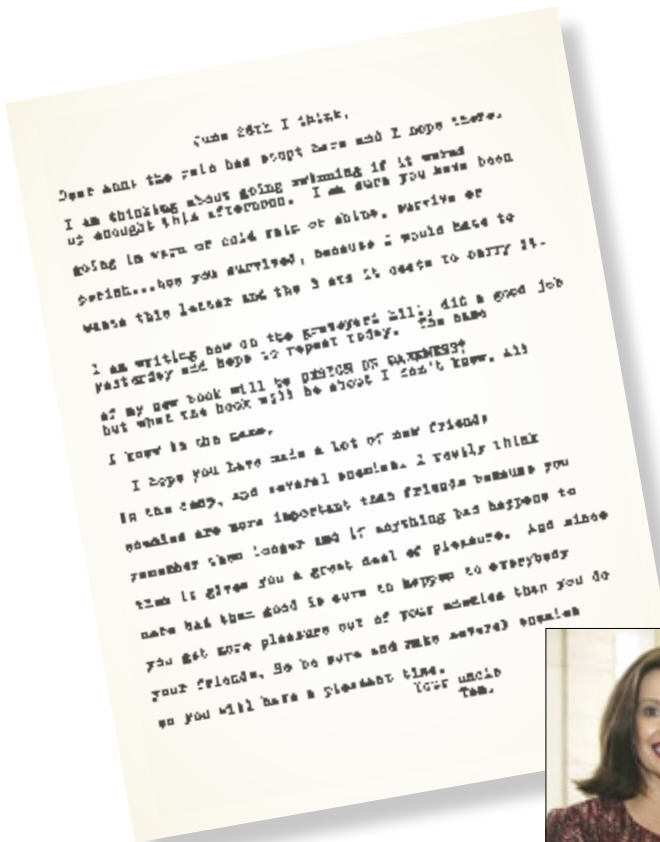 June 26th I think.
Dear Ann: the rain has stopt here and I hope there.
I am thinking about going swimming if it warms
up enought this afternoon. I am sure you have been
going in warm or cold rain or shine, survive or
perish...hope you survived, because I would hate to
waste this letter and the 3 cts it costs to carry it.
I am writing now on the graveyard hill, did a good job
yesterday and hope to repeat today. The name
of my new book will be
but what the book will be about I don't know. All
I know is the name.
I hope you have made a lot of new friends
in the camp, and several enemies. I really think
enemies are more important than friends because you
remember them longer and if anything bad happens to
them it gives you a great deal of pleasure. And since
more bad than good is sure to happen to everybody
you get more pleasure out of your enemies than you do
your friends. So be sure and make several enemies
so you will have a pleasant time.
Your uncle
Tom.